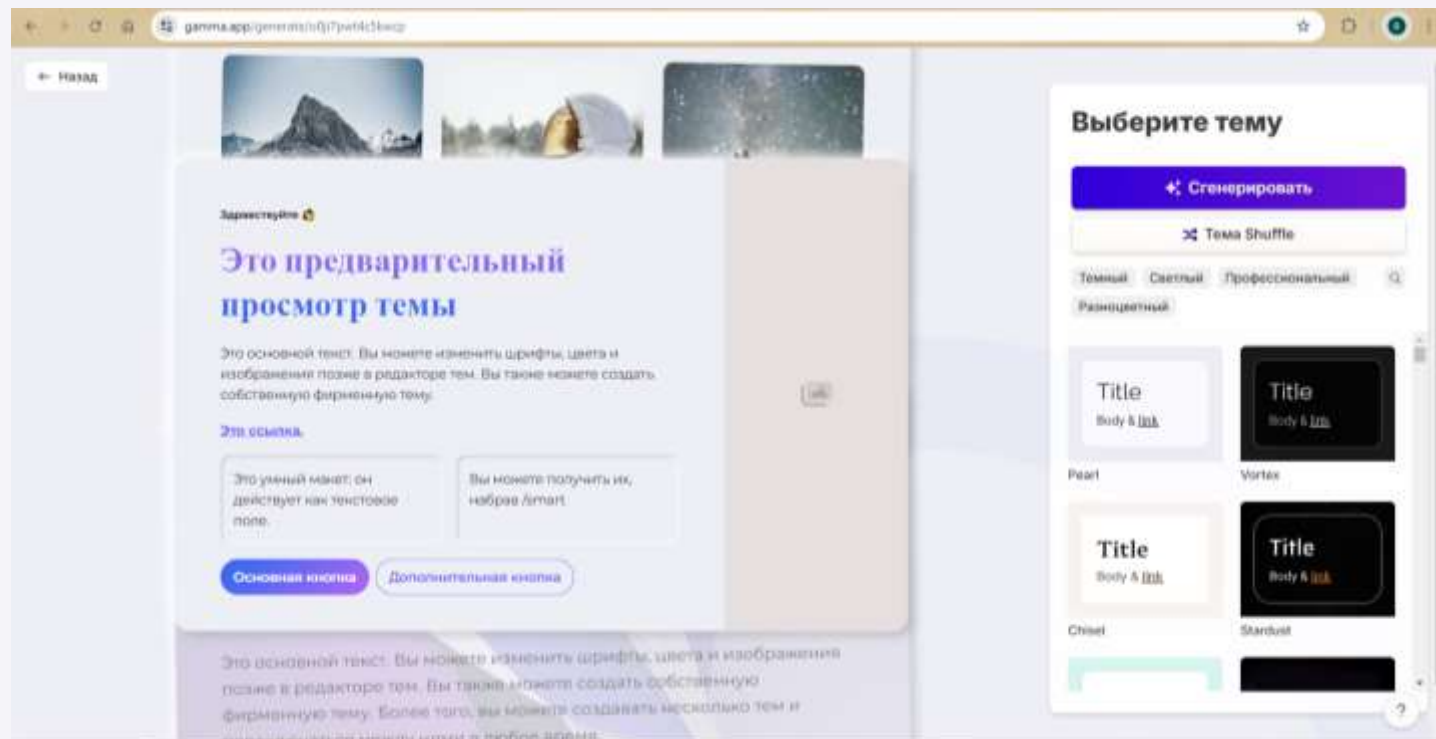 gamma.app/generate/
← Назад
Здравствуйте
Это предварительный
просмотр темы
Это основной текст. Вы можете изменить шрифты, цвета и
изображения позже в редакторе тем. Вы также можете создать
собственную фирменную тему.
Это ссылка.
Это умный макет: он
действует как текстовое
поле.
Вы можете получить их,
набрав /smart
Основная кнопка
Дополнительная кнопка
Это основной текст. Вы можете изменить шрифты, цвета и изображения
позже в редакторе тем. Вы также можете создать собственную
фирменную тему. Более того, вы можете создавать несколько тем и
между ними в любое время.
Выберите тему
Сгенерировать
Тема Shuffle
Темный Светлый Профессиональный
Разноцветный
Title
Body & link
Pearl
Title
Body & link
Vortex
Title
Body & link
Chisel
Title
Body & link
Stardust
?